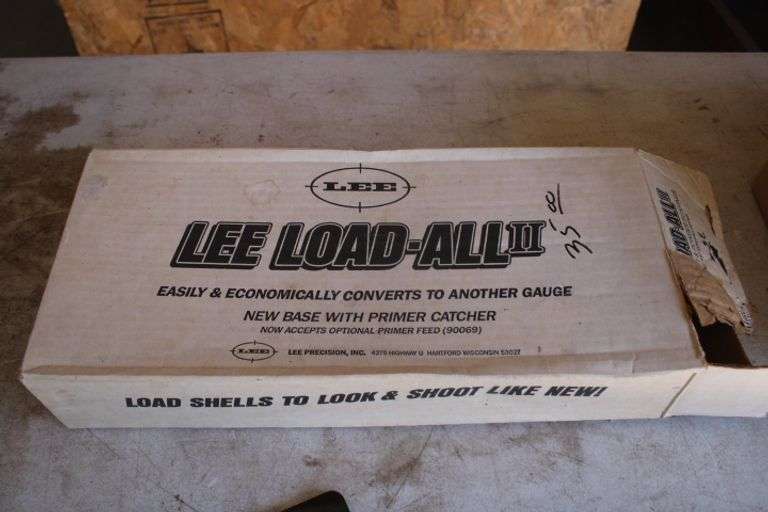 LEE
LEE LOAD-ALL II
35 00
EASILY & ECONOMICALLY CONVERTS TO ANOTHER GAUGE
NEW BASE WITH PRIMER CATCHER
NOW ACCEPTS OPTIONAL PRIMER FEED (90069)
LEE LEE PRECISION, INC. 4275 HIGHWAY U HARTFORD WISCONSIN 53027
LOAD SHELLS TO LOOK & SHOOT LIKE NEW!